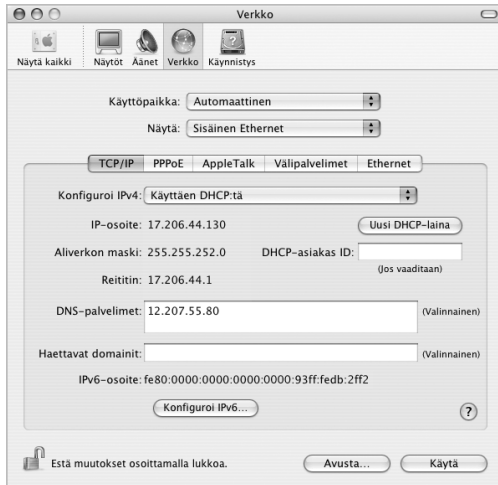 Verkko
Näytä kaikki Näytöt Äänet Verkko Käynnistys
Käyttöpaikka: Automaattinen
Näytä: Sisäinen Ethernet
TCP/IP PPPoE AppleTalk Välipalvelimet Ethernet
Konfiguroi IPv4: Käyttäen DHCP:tä
IP-osoite: 17.206.44.130 Uusi DHCP-laina
Aliverkon maski: 255.255.252.0 DHCP-asiakas ID:
(Jos vaaditaan)
Reititin: 17.206.44.1
DNS-palvelimet: 12.207.55.80 (Valinnainen)
Haettavat domainit: (Valinnainen)
IPv6-osoite: fe80:0000:0000:0000:0000:93ff:fedb:2ff2
Konfiguroi IPv6... ?
Estä muutokset osoittamalla lukkoa. Avusta... Käytä